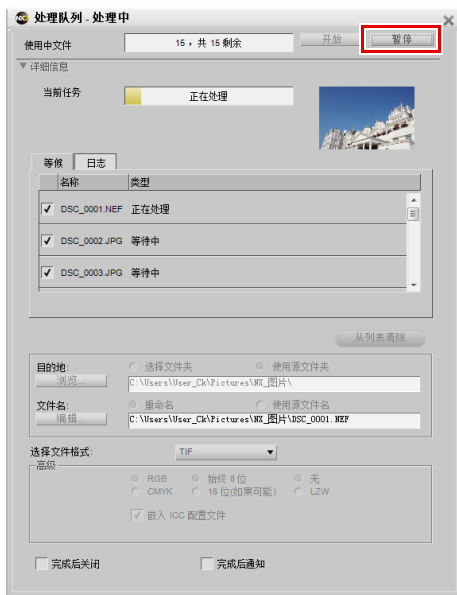 NX2 处理队列 - 处理中
使用中文件 15，共 15 剩余 开始 暂停
详细信息
当前任务 正在处理
等候 日志
名称 类型
DSC_0001.NEF 正在处理
DSC_0002.JPG 等待中
DSC_0003.JPG 等待中
从列表清除
目的地: 选择文件夹 使用源文件夹
浏览... C:\Users\User_Ck\Pictures\NX_图片\
文件名: 重命名 使用源文件名
编辑... C:\Users\User_Ck\Pictures\NX_图片\DSC_0001.NEF
选择文件格式: TIF
高级
RGB 始终 8 位 无
CMYK 16 位(如果可能) LZW
嵌入 ICC 配置文件
完成后关闭 完成后通知